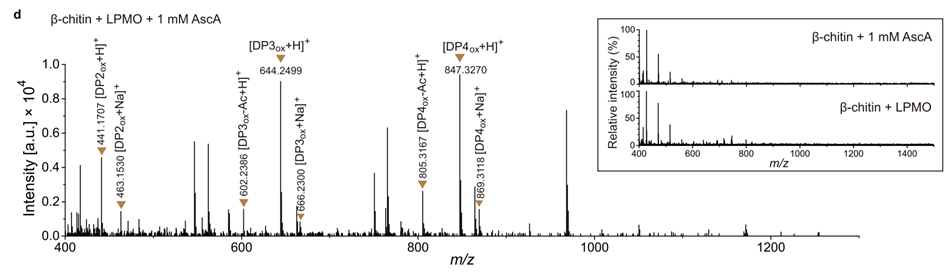 d
β-chitin + LPMO + 1 mM AscA
Intensity [a.u.] × 10⁴
1.0
0.8
0.6
0.4
0.2
0.0
441.1707 [DP2ox+H]⁺
463.1530 [DP2ox+Na]⁺
602.2386 [DP3ox-Ac+H]⁺
[DP3ox+H]⁺
644.2499
666.2300 [DP3ox+Na]⁺
805.3167 [DP4ox-Ac+H]⁺
[DP4ox+H]⁺
847.3270
869.3118 [DP4ox+Na]⁺
400 600 800 1000 1200
m/z
Relative intensity (%)
100
50
0
β-chitin + 1 mM AscA
100
50
0
β-chitin + LPMO
400 600 800 1000 1200 1400
m/z